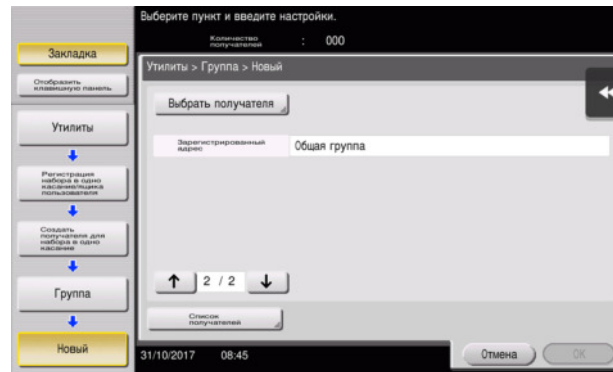 Выберите пункт и введите настройки.
Количество
получателей : 000
Закладка
Отобразить
клавишную панель
Утилиты
Регистрация
набора в одно
касание/ящика
пользователя
Создать
получателя для
набора в одно
касание
Группа
Новый
Утилиты > Группа > Новый
Выбрать получателя
Зарегистрированный
адрес
Общая группа
↑ 2 / 2 ↓
Список
получателей
31/10/2017 08:45
Отмена
OK